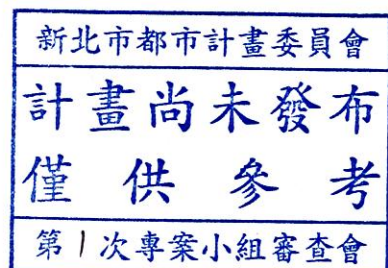 新北市都市計畫委員會
計畫尚未發布
僅供參考
第1次專案小組審查會